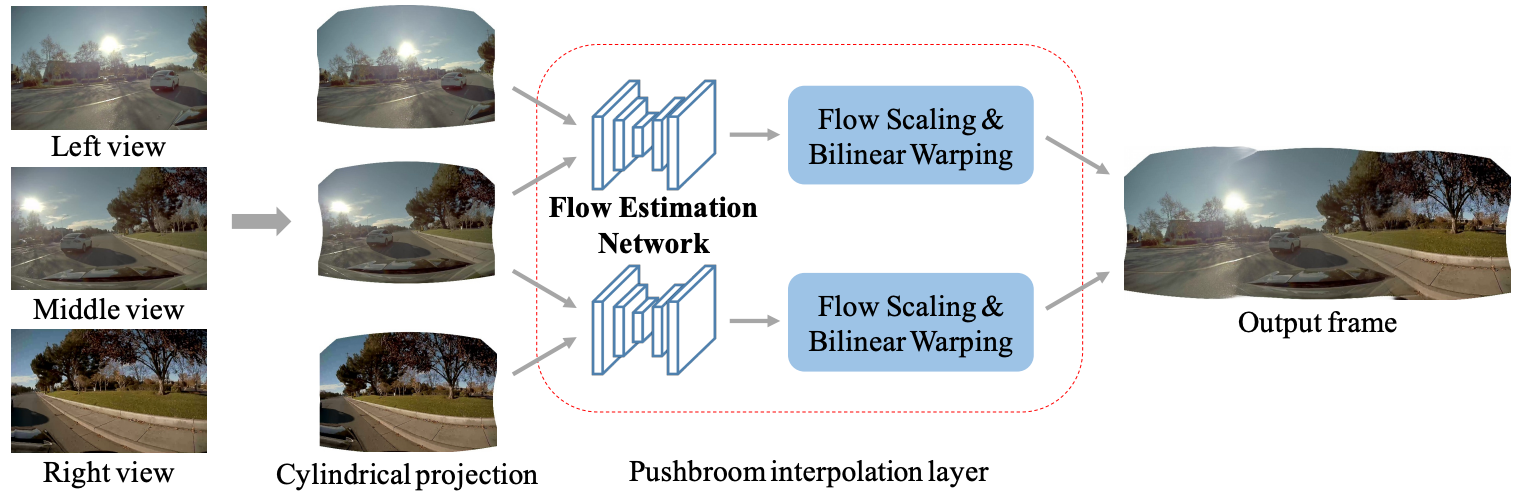 Left view
Middle view
Right view
Cylindrical projection
Flow Estimation
Network
Flow Scaling &
Bilinear Warping
Flow Scaling &
Bilinear Warping
Pushbroom interpolation layer
Output frame